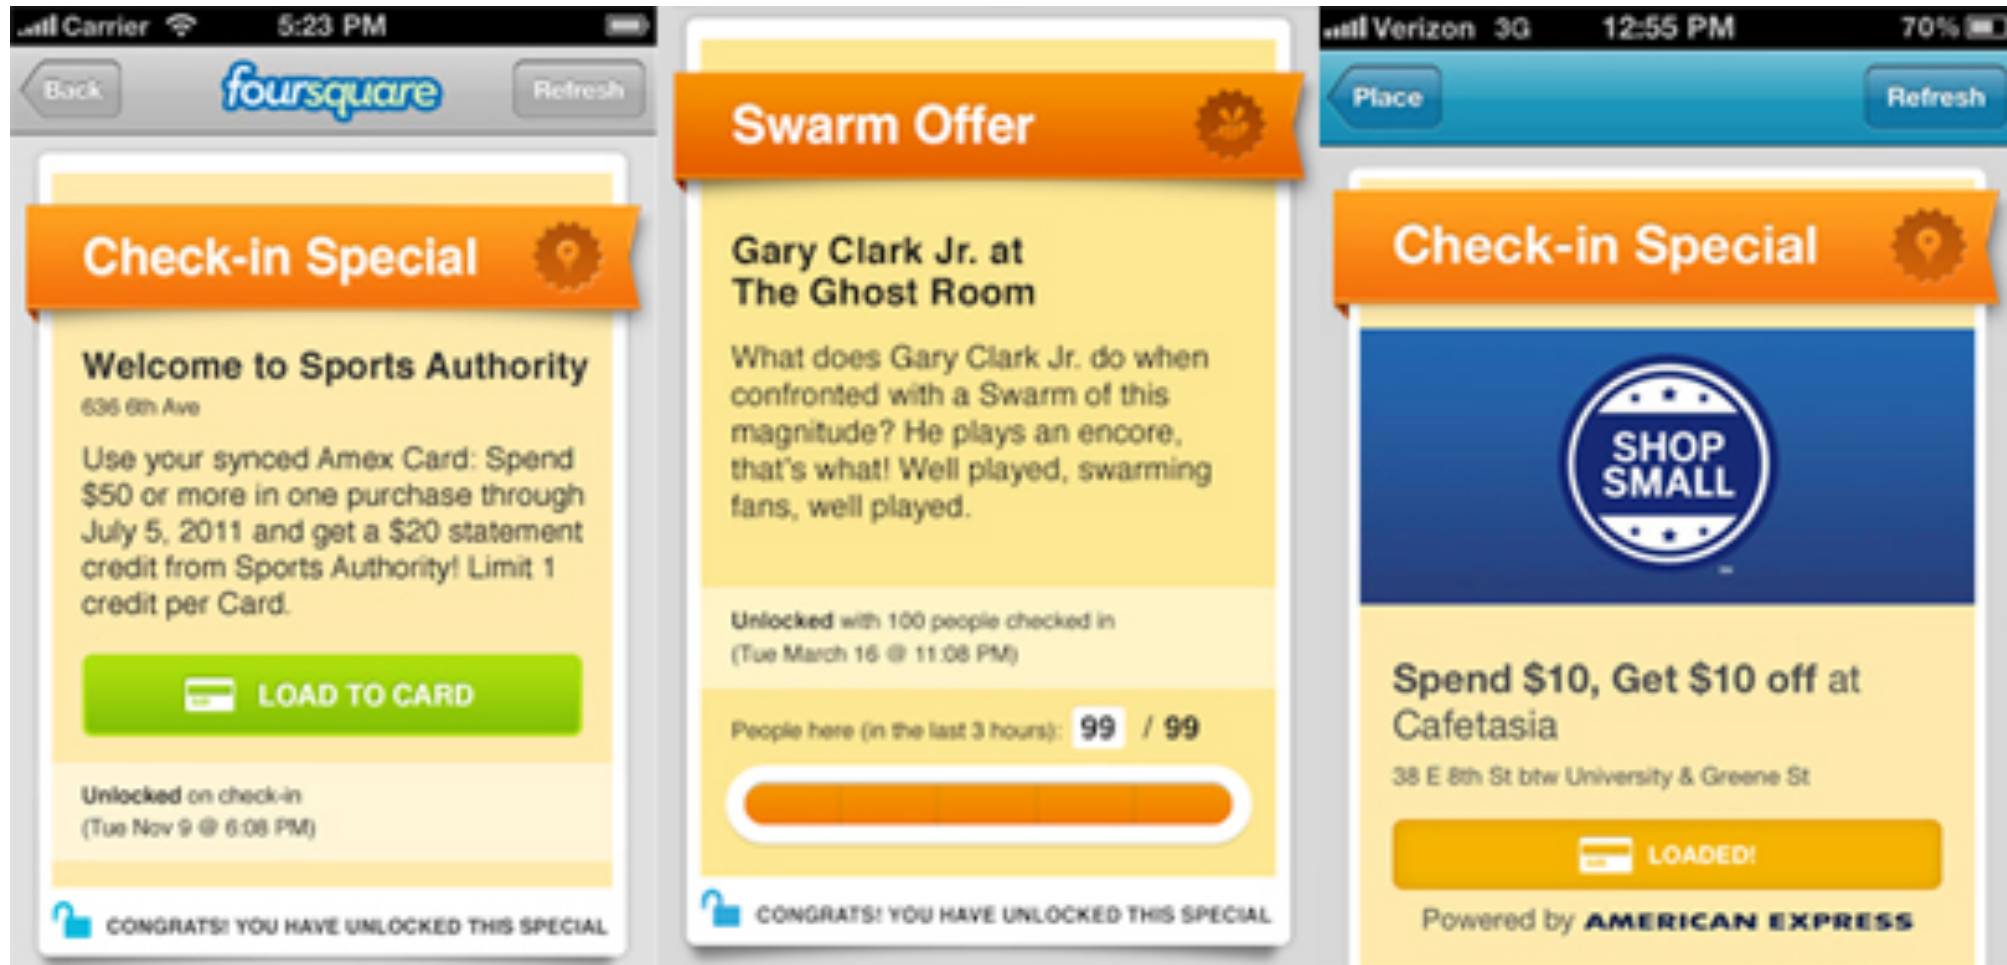 Carrier 5:23 PM
Back foursquare Refresh
Check-in Special
Welcome to Sports Authority
636 6th Ave
Use your synced Amex Card: Spend
$50 or more in one purchase through
July 5, 2011 and get a $20 statement
credit from Sports Authority! Limit 1
credit per Card.
LOAD TO CARD
Unlocked on check-in
(Tue Nov 9 @ 6:08 PM)
CONGRATS! YOU HAVE UNLOCKED THIS SPECIAL
Swarm Offer
Gary Clark Jr. at
The Ghost Room
What does Gary Clark Jr. do when
confronted with a Swarm of this
magnitude? He plays an encore,
that's what! Well played, swarming
fans, well played.
Unlocked with 100 people checked in
(Tue March 16 @ 11:08 PM)
People here (in the last 3 hours): 99 / 99
CONGRATS! YOU HAVE UNLOCKED THIS SPECIAL
Verizon 3G 12:55 PM 70%
Place Refresh
Check-in Special
SHOP
SMALL
Spend $10, Get $10 off at
Cafetasia
38 E 8th St btw University & Greene St
LOADED!
Powered by AMERICAN EXPRESS